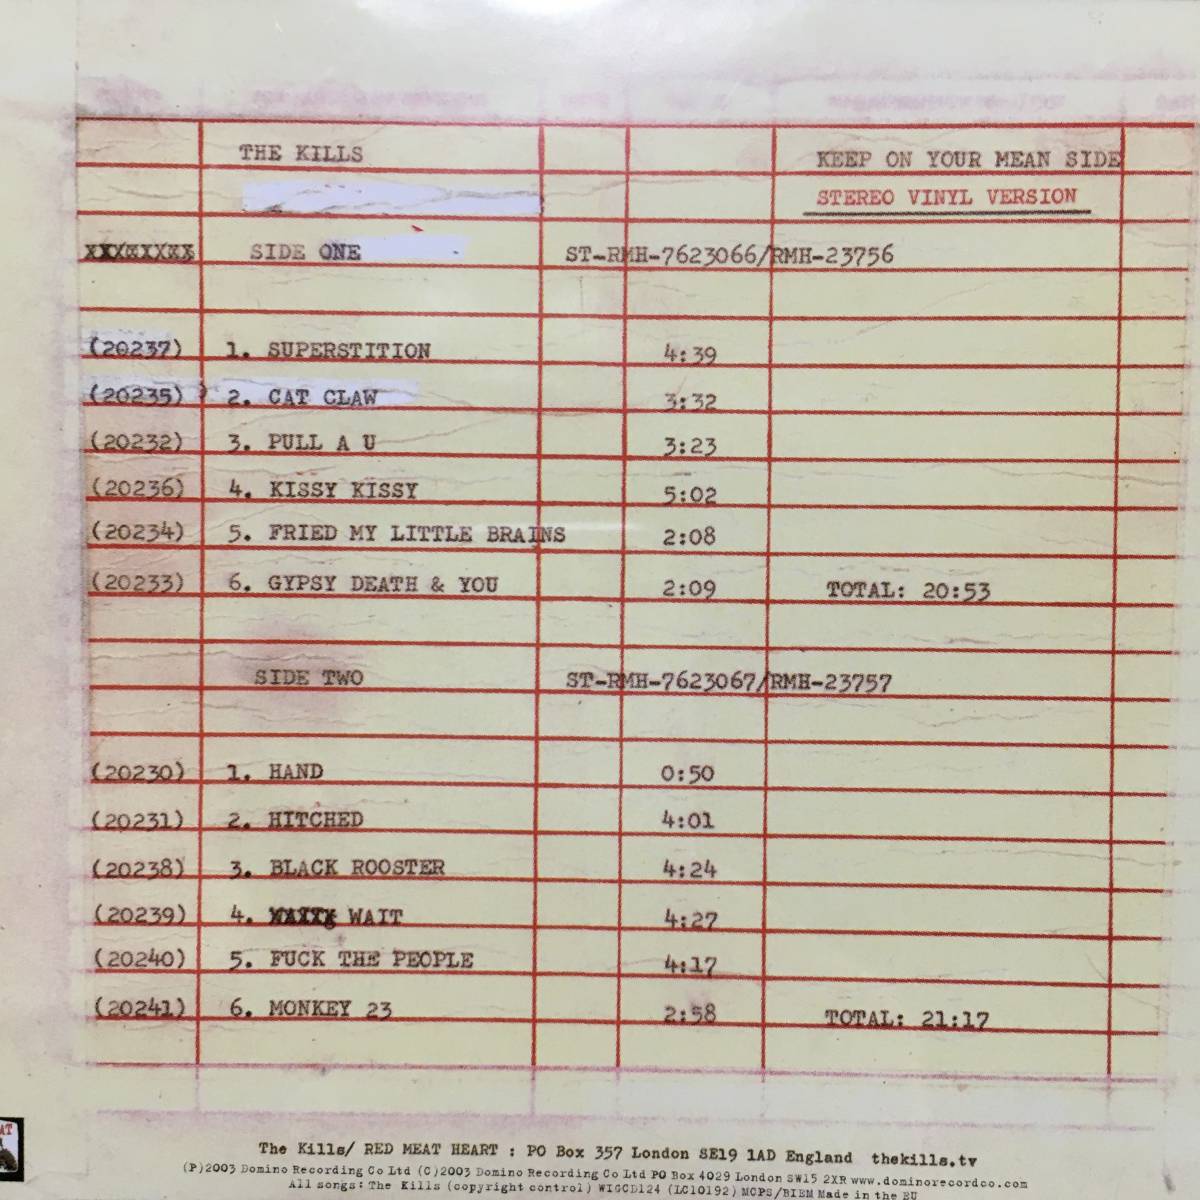 THE KILLS KEEP ON YOUR MEAN SIDE
STEREO VINYL VERSION
SIDE ONE ST-RMH-7623066/RMH-23756
(20237) 1. SUPERSTITION 4:39
(20235) 2. CAT CLAW 3:32
(20232) 3. PULL A U 3:23
(20236) 4. KISSY KISSY 5:02
(20234) 5. FRIED MY LITTLE BRAINS 2:08
(20233) 6. GYPSY DEATH & YOU 2:09 TOTAL: 20:53
SIDE TWO ST-RMH-7623067/RMH-23757
(20230) 1. HAND 0:50
(20231) 2. HITCHED 4:01
(20238) 3. BLACK ROOSTER 4:24
(20239) 4. WAIT 4:27
(20240) 5. FUCK THE PEOPLE 4:17
(20241) 6. MONKEY 23 2:58 TOTAL: 21:17
The Kills/ RED MEAT HEART : PO Box 357 London SE19 1AD England thekills.tv
(P)2003 Domino Recording Co Ltd (C)2003 Domino Recording Co Ltd PO Box 4029 London SW15 2XR www.dominorecordco.com
All songs: The Kills (copyright control) WIGCD124 (LC10192) MCPS/BIEM Made in the EU